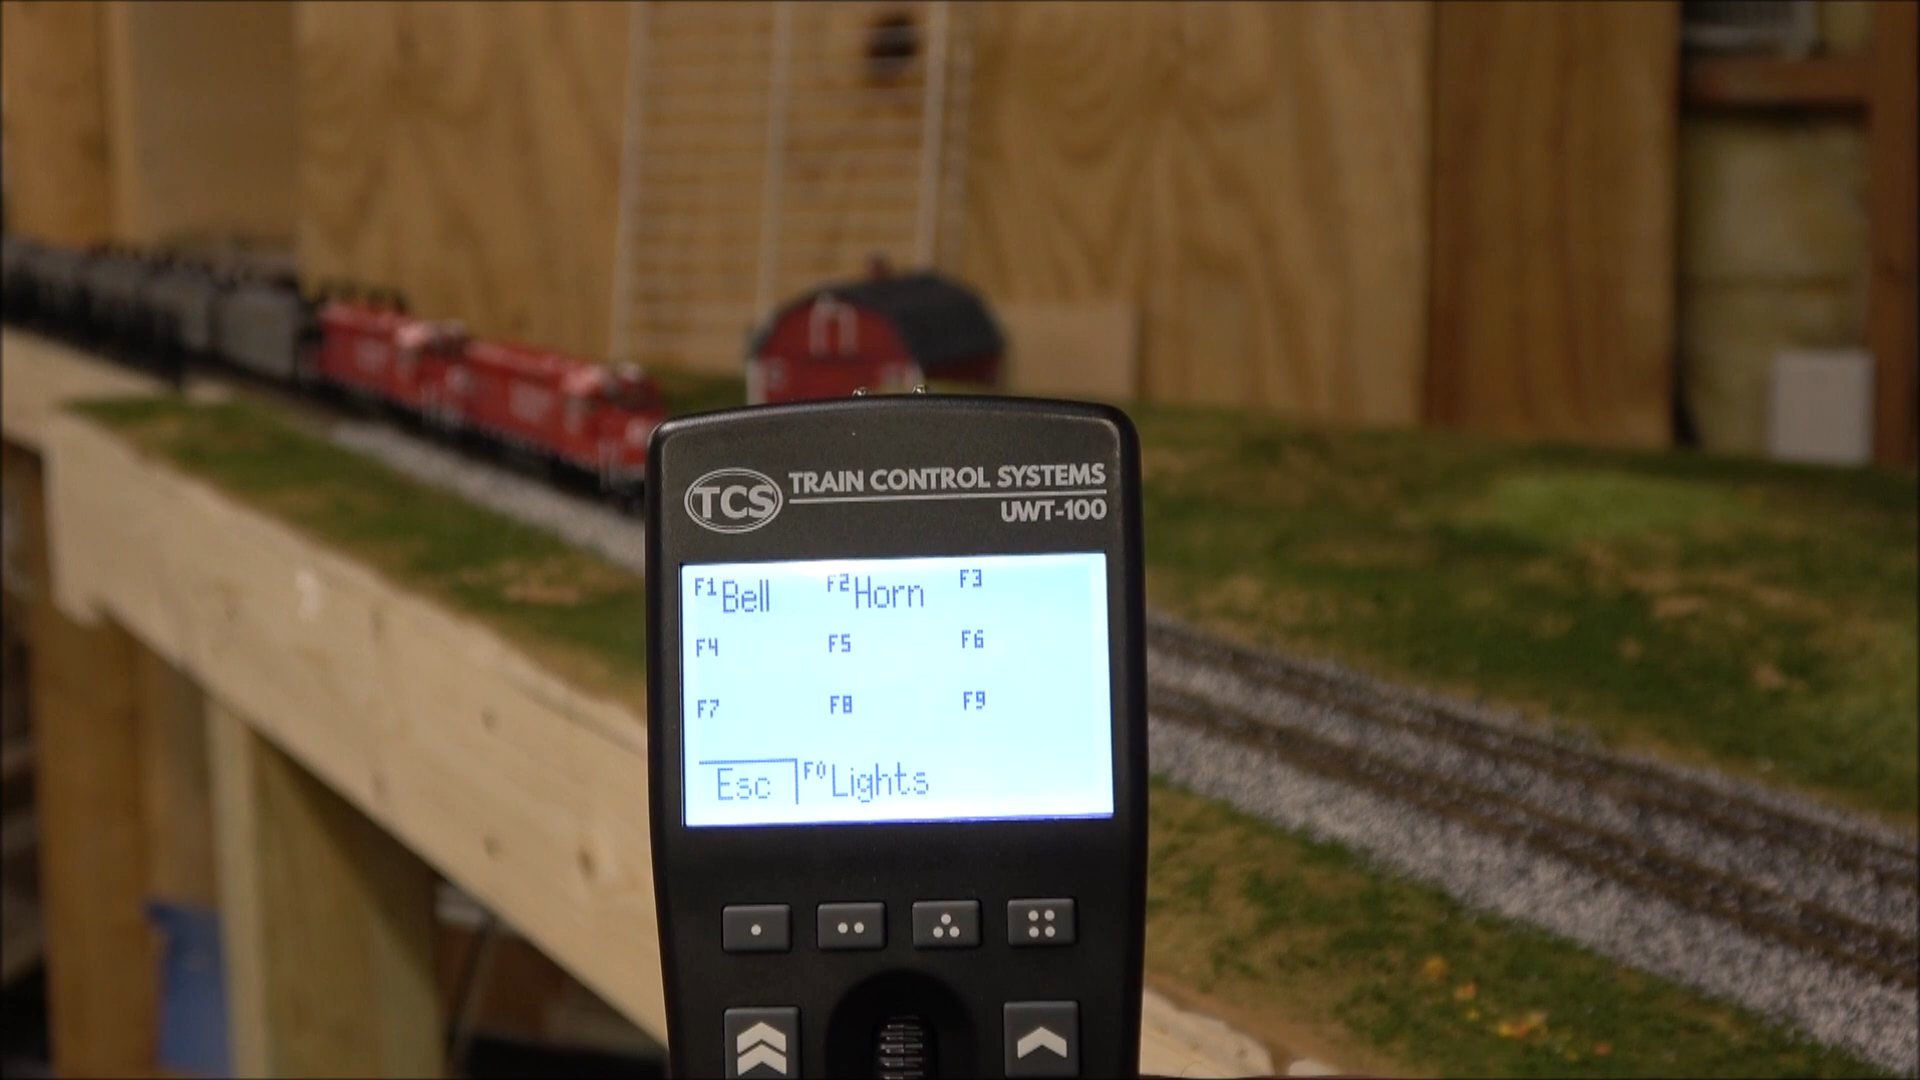 TCS TRAIN CONTROL SYSTEMS
UWT-100
F1 Bell F2 Horn F3
F4 F5 F6
F7 F8 F9
Esc F0 Lights